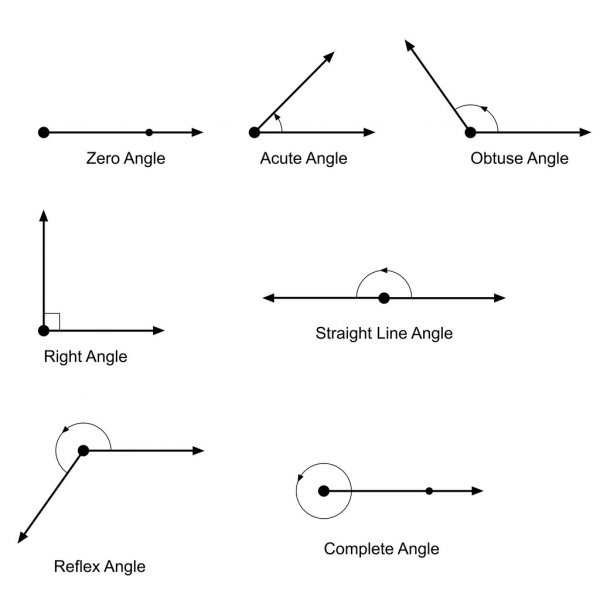 Zero Angle
Acute Angle
Obtuse Angle
Right Angle
Straight Line Angle
Reflex Angle
Complete Angle